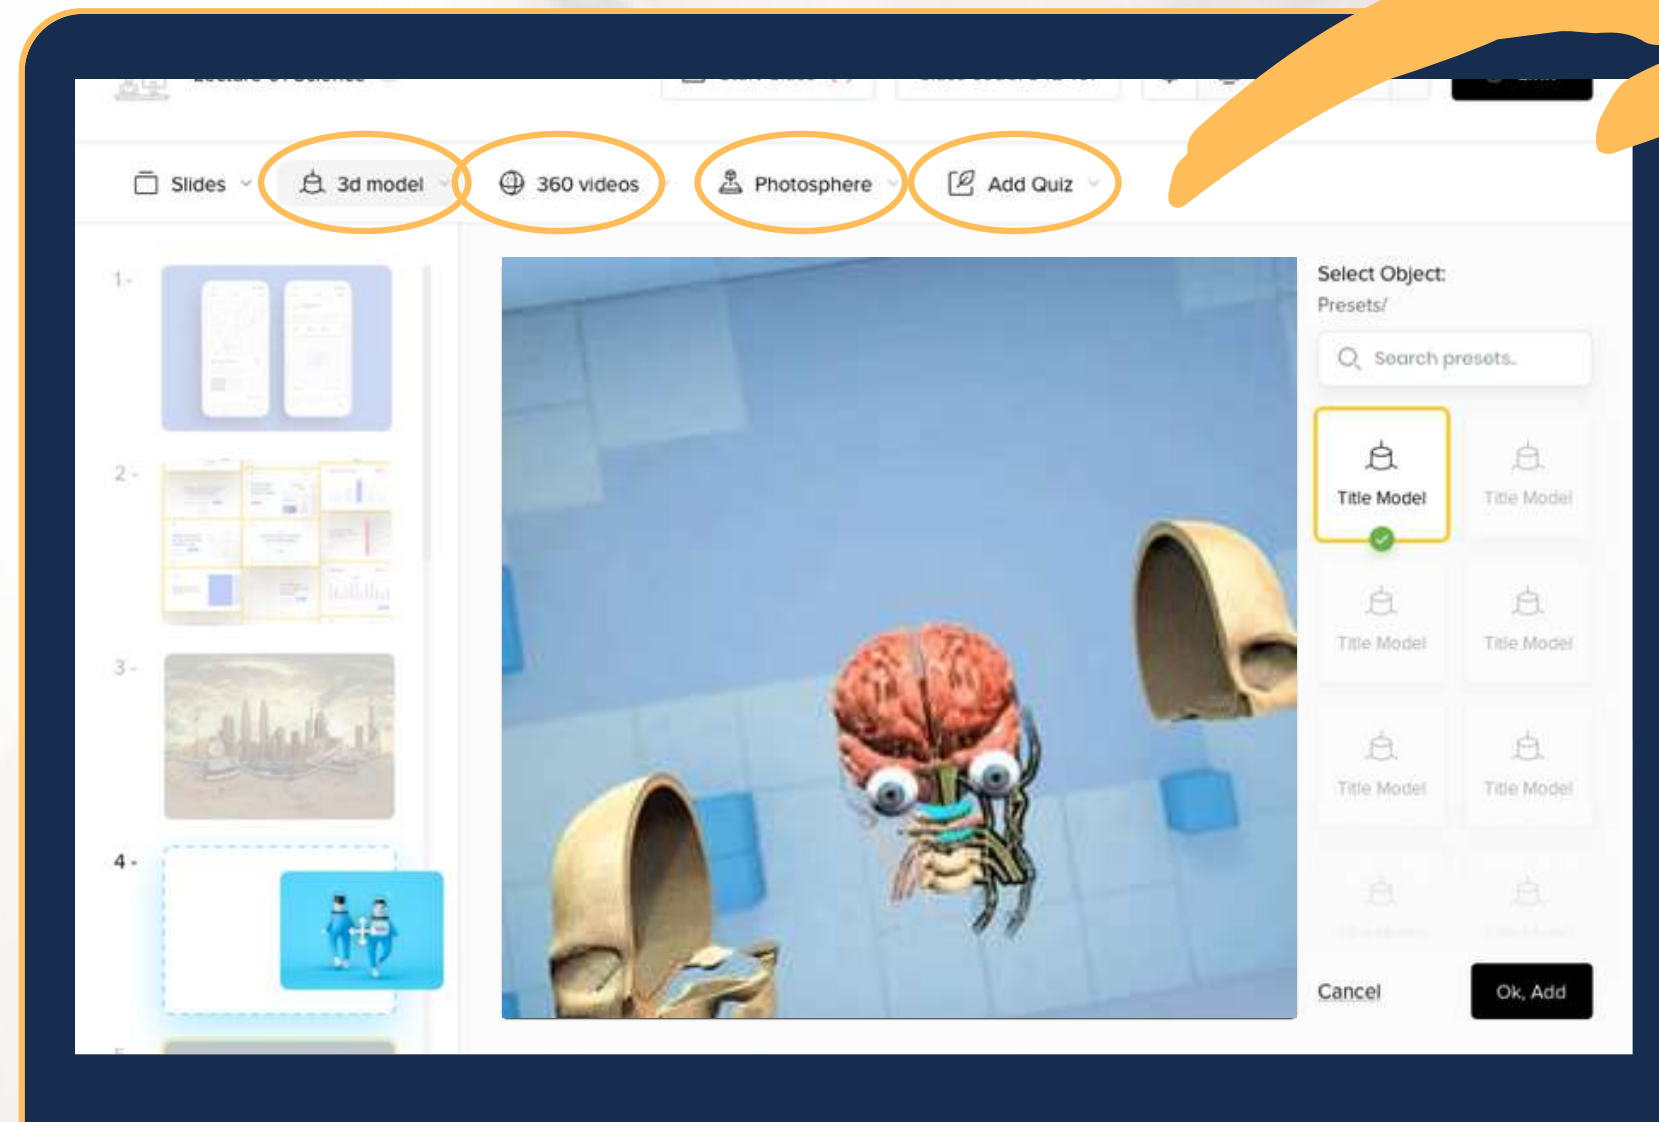 Slides
3d model
360 videos
Photosphere
Add Quiz
1 -
2 -
3 -
4 -
Select Object:
Presets/
Search presets..
Title Model
Title Model
Title Model
Title Model
Title Model
Title Model
Cancel
Ok, Add